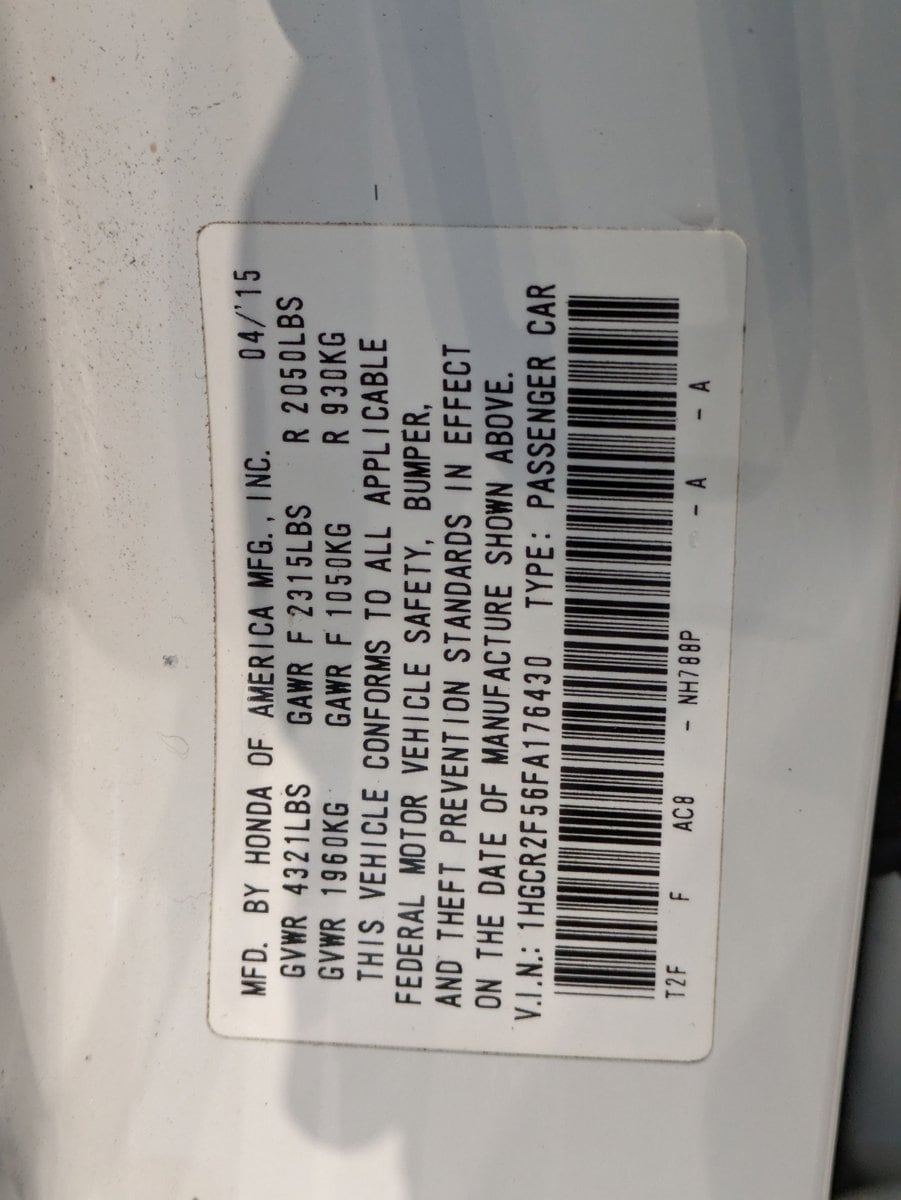 MFD. BY HONDA OF AMERICA MFG., INC. 04/'15
GVWR 4321LBS GAWR F 2315LBS R 2050LBS
GVWR 1960KG GAWR F 1050KG R 930KG
THIS VEHICLE CONFORMS TO ALL APPLICABLE
FEDERAL MOTOR VEHICLE SAFETY, BUMPER,
AND THEFT PREVENTION STANDARDS IN EFFECT
ON THE DATE OF MANUFACTURE SHOWN ABOVE.
V.I.N.: 1HGCR2F56FA176430 TYPE: PASSENGER CAR
T2F F AC8 - NH788P - A - A